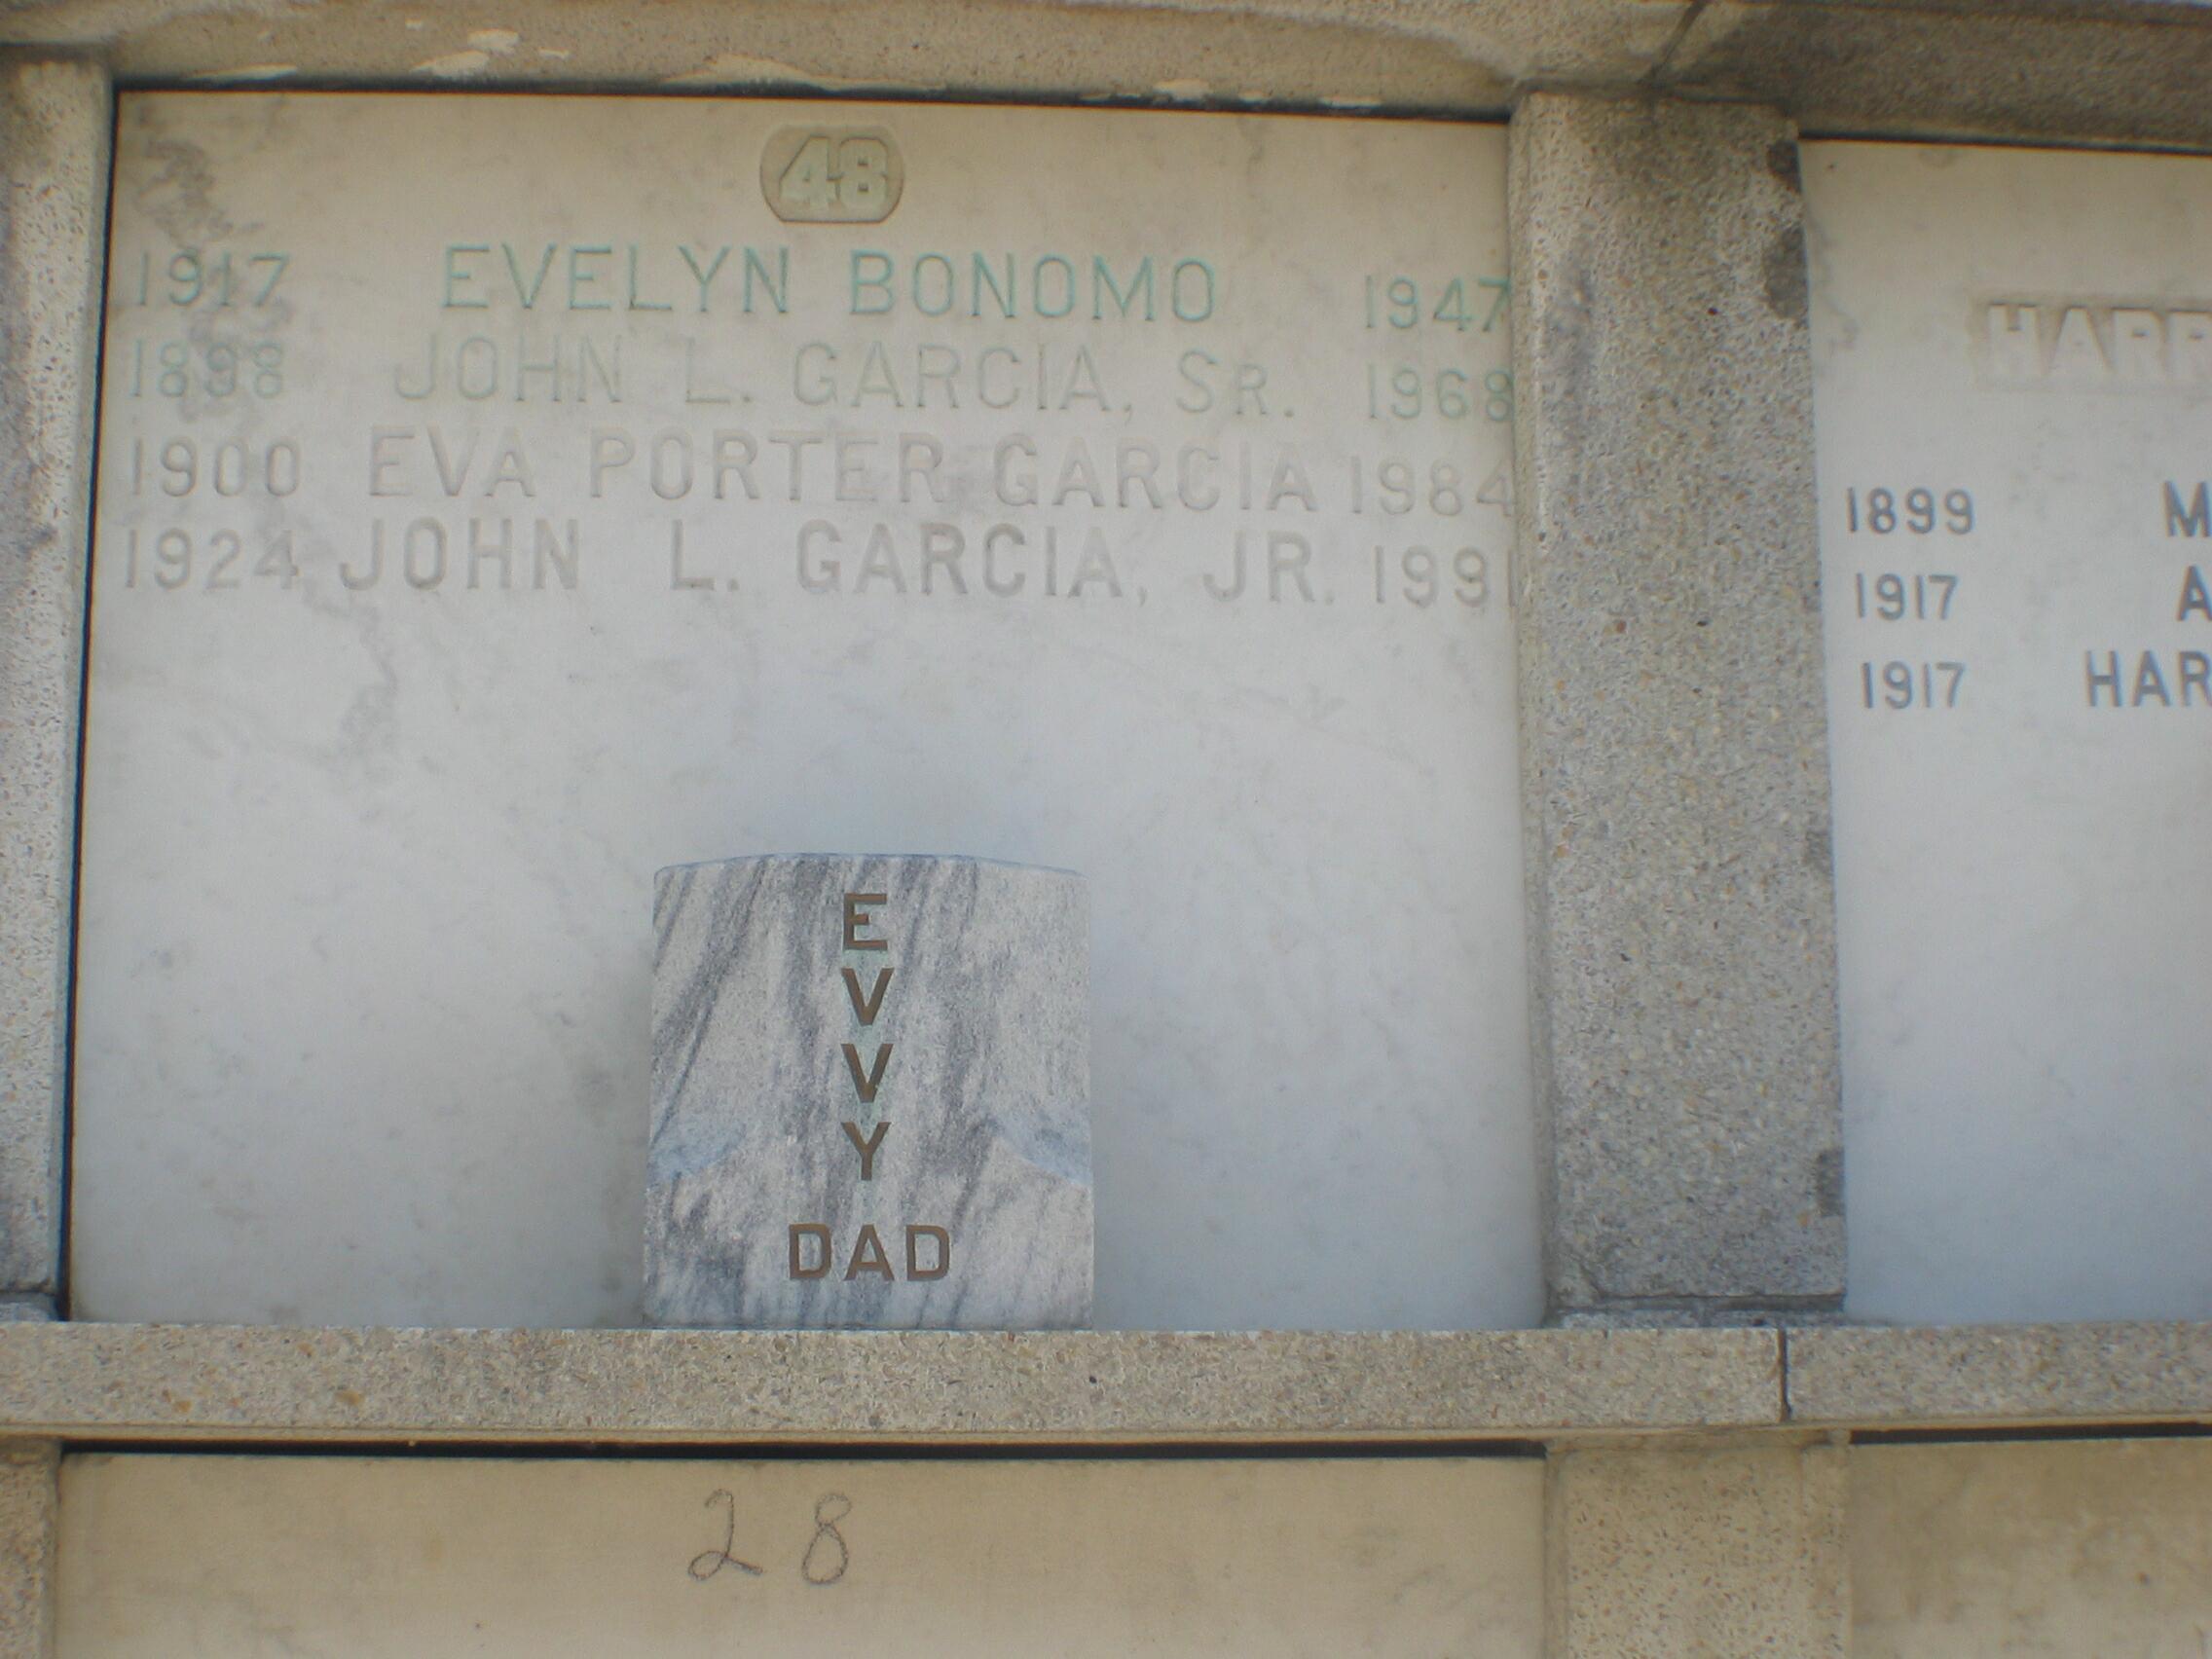 48
1917 EVELYN BONOMO 1947
1898 JOHN L. GARCIA, SR. 1968
1900 EVA PORTER GARCIA 1984
1924 JOHN L. GARCIA, JR. 1991
E
V
V
Y
DAD
HARR
1899 M
1917 A
1917 HAR
28